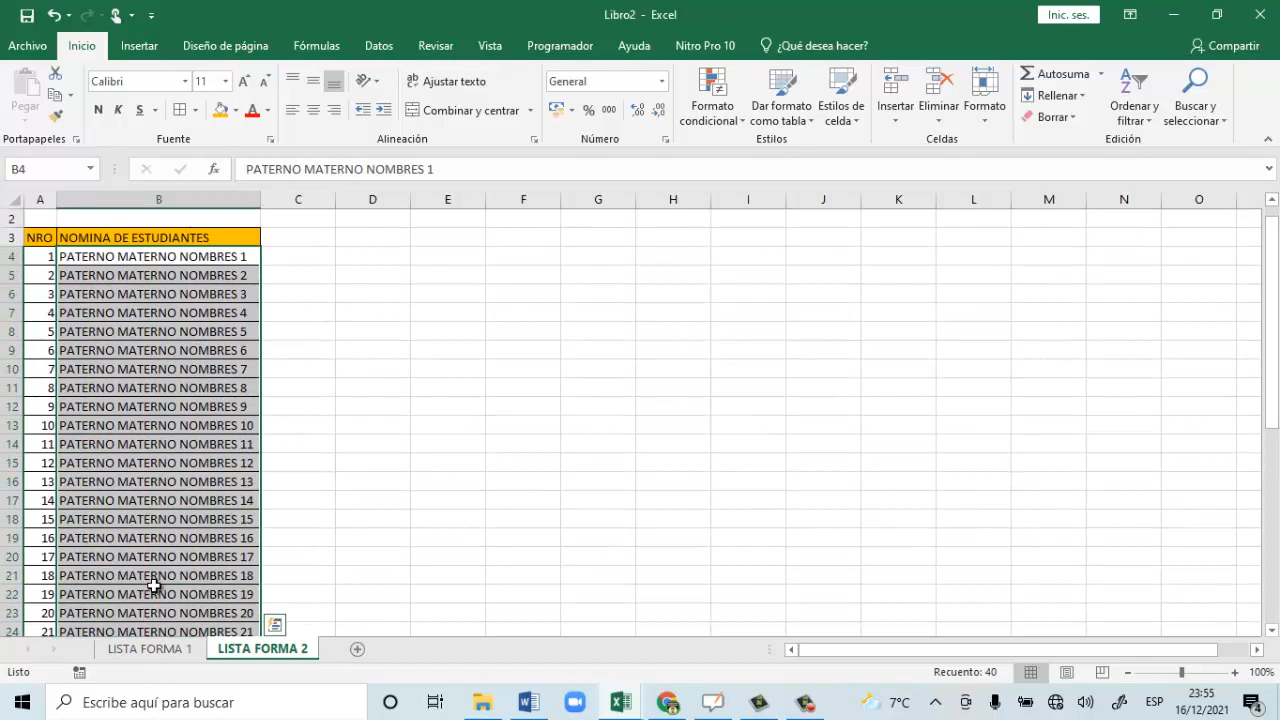 Libro2 - Excel
Inic. ses.
Archivo Inicio Insertar Diseño de página Fórmulas Datos Revisar Vista Programador Ayuda Nitro Pro 10 ¿Qué desea hacer? Compartir
Pegar
Calibri 11
N K S
Ajustar texto
Combinar y centrar
General
% 000
Formato condicional
Dar formato como tabla
Estilos de celda
Insertar
Eliminar
Formato
Autosuma
Rellenar
Borrar
Ordenar y filtrar
Buscar y seleccionar
Portapapeles Fuente Alineación Número Estilos Celdas Edición
B4 fx PATERNO MATERNO NOMBRES 1
A B C D E F G H I J K L M N O
2
3 NRO NOMINA DE ESTUDIANTES
4 1 PATERNO MATERNO NOMBRES 1
5 2 PATERNO MATERNO NOMBRES 2
6 3 PATERNO MATERNO NOMBRES 3
7 4 PATERNO MATERNO NOMBRES 4
8 5 PATERNO MATERNO NOMBRES 5
9 6 PATERNO MATERNO NOMBRES 6
10 7 PATERNO MATERNO NOMBRES 7
11 8 PATERNO MATERNO NOMBRES 8
12 9 PATERNO MATERNO NOMBRES 9
13 10 PATERNO MATERNO NOMBRES 10
14 11 PATERNO MATERNO NOMBRES 11
15 12 PATERNO MATERNO NOMBRES 12
16 13 PATERNO MATERNO NOMBRES 13
17 14 PATERNO MATERNO NOMBRES 14
18 15 PATERNO MATERNO NOMBRES 15
19 16 PATERNO MATERNO NOMBRES 16
20 17 PATERNO MATERNO NOMBRES 17
21 18 PATERNO MATERNO NOMBRES 18
22 19 PATERNO MATERNO NOMBRES 19
23 20 PATERNO MATERNO NOMBRES 20
24 21 PATERNO MATERNO NOMBRES 21
LISTA FORMA 1 LISTA FORMA 2
Listo Recuento: 40 100%
Escribe aquí para buscar 7°C ESP 23:55
16/12/2021 4